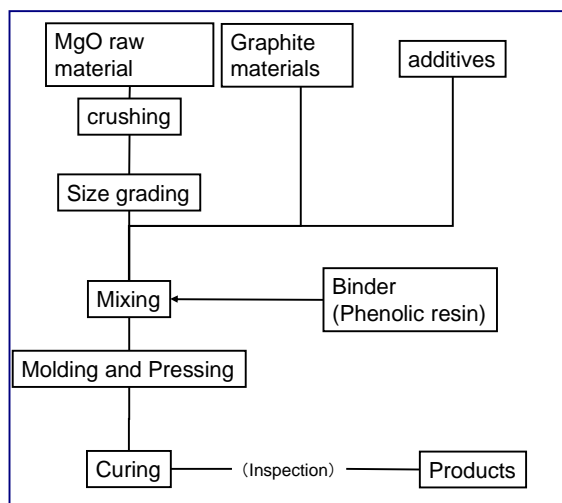 MgO raw
material
Graphite
materials
additives
crushing
Size grading
Mixing
Binder
(Phenolic resin)
Molding and Pressing
Curing
（Inspection）
Products